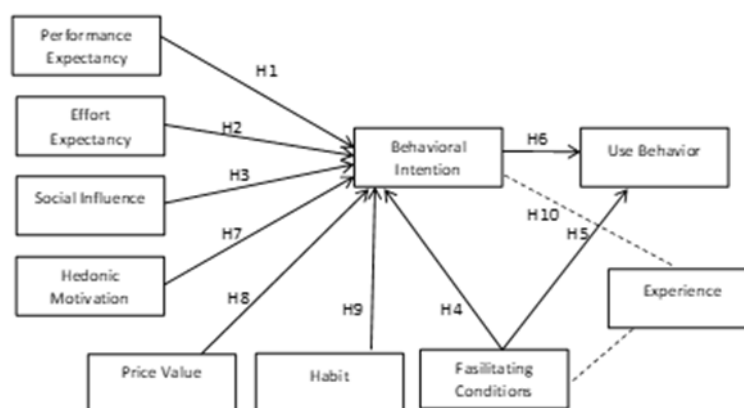 Performance
Expectancy
H1
Effort
Expectancy
H2
Behavioral
Intention
H6
Use Behavior
Social Influence
H3
H7
H10
H5
Hedonic
Motivation
H8
H9
H4
Experience
Price Value
Habit
Fasilitating
Conditions